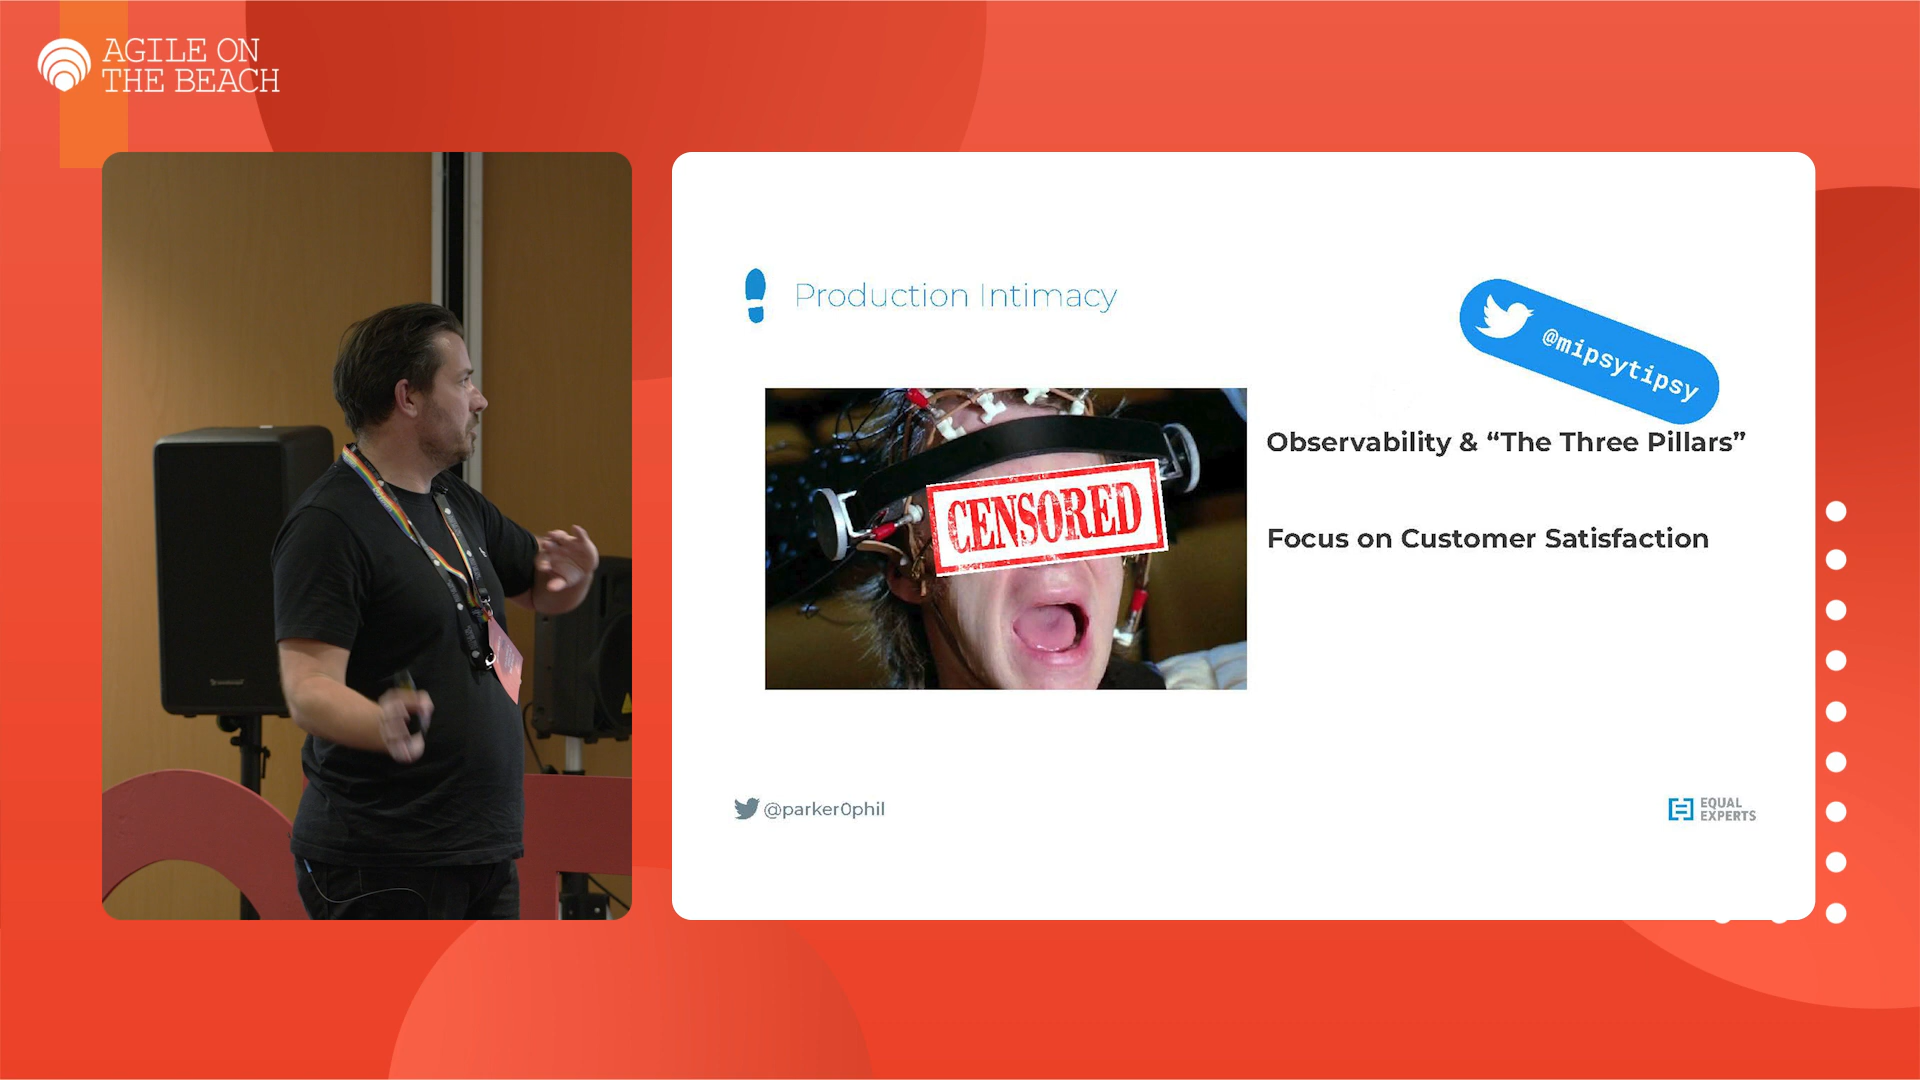 AGILE ON
THE BEACH
Production Intimacy
@mipsytipsy
CENSORED
Observability & “The Three Pillars”
Focus on Customer Satisfaction
@parker0phil
EQUAL
EXPERTS